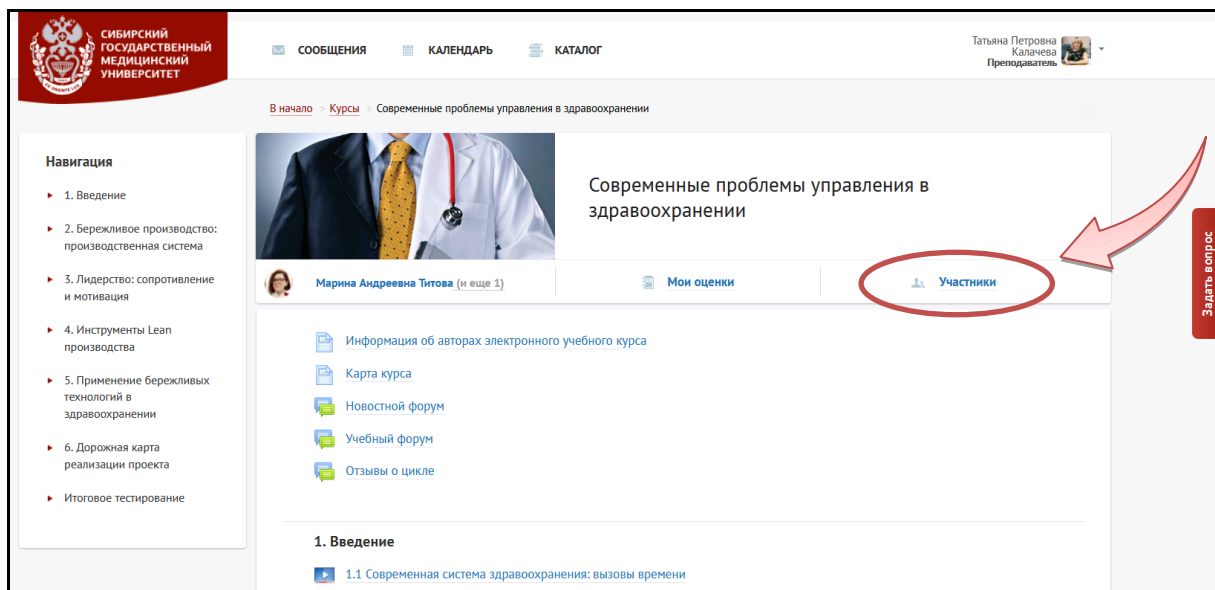 СИБИРСКИЙ
ГОСУДАРСТВЕННЫЙ
МЕДИЦИНСКИЙ
УНИВЕРСИТЕТ
СООБЩЕНИЯ
КАЛЕНДАРЬ
КАТАЛОГ
Татьяна Петровна
Калачева
Преподаватель
В начало > Курсы > Современные проблемы управления в здравоохранении
Навигация
1. Введение
2. Бережливое производство:
производственная система
3. Лидерство: сопротивление
и мотивация
4. Инструменты Lean
производства
5. Применение бережливых
технологий в
здравоохранении
6. Дорожная карта
реализации проекта
Итоговое тестирование
Современные проблемы управления в
здравоохранении
Марина Андреевна Титова (и еще 1)
Мои оценки
Участники
Задать вопрос
Информация об авторах электронного учебного курса
Карта курса
Новостной форум
Учебный форум
Отзывы о цикле
1. Введение
1.1 Современная система здравоохранения: вызовы времени